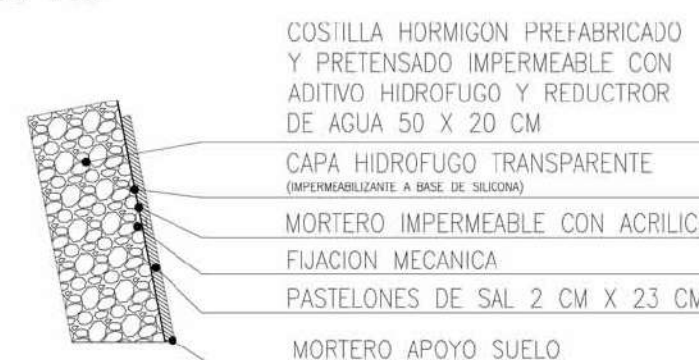 COSTILLA HORMIGON PREFABRICADO
Y PRETENSADO IMPERMEABLE CON
ADITIVO HIDROFUGO Y REDUCTROR
DE AGUA 50 X 20 CM
CAPA HIDROFUGO TRANSPARENTE
(IMPERMEABILIZANTE A BASE DE SILICONA)
MORTERO IMPERMEABLE CON ACRILIC
FIJACION MECANICA
PASTELONES DE SAL 2 CM X 23 CM
MORTERO APOYO SUELO